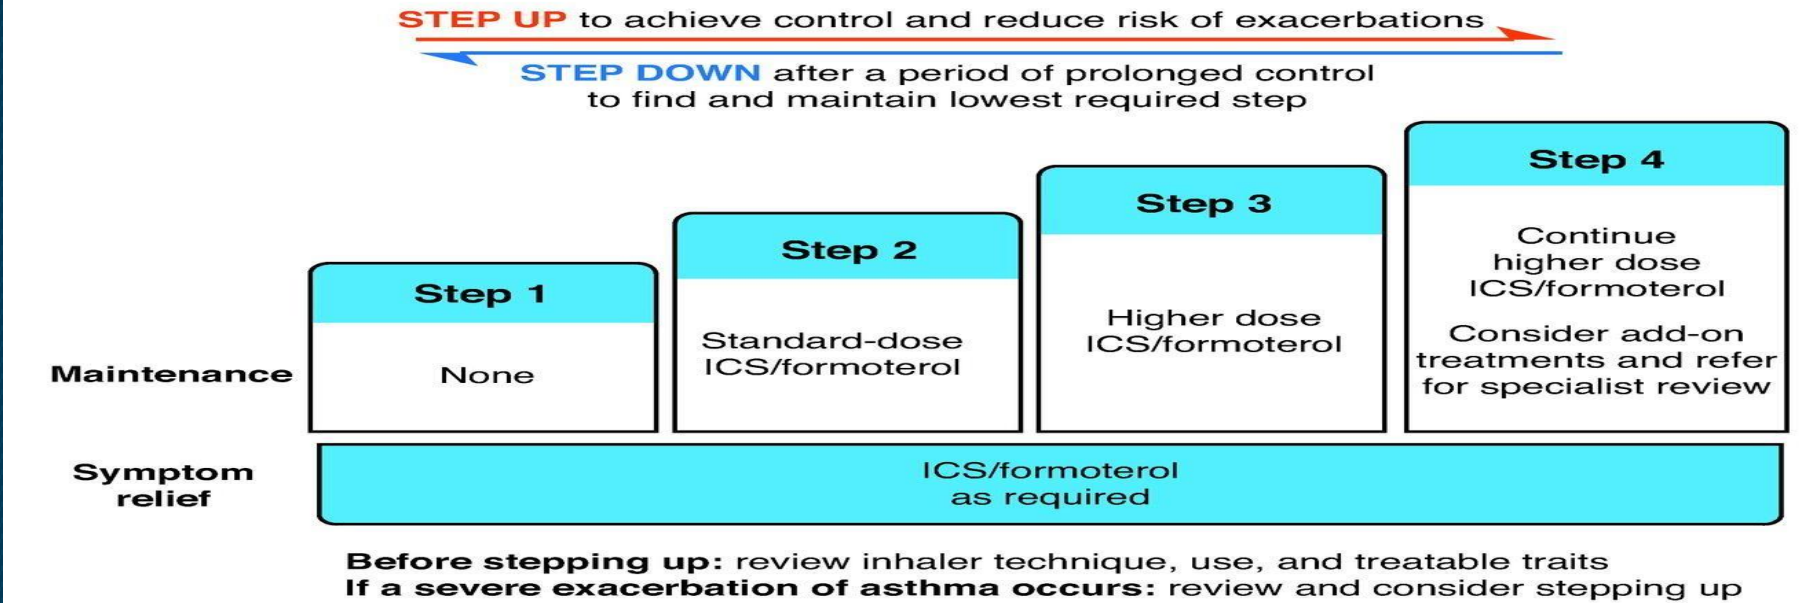 STEP UP to achieve control and reduce risk of exacerbations
STEP DOWN after a period of prolonged control
to find and maintain lowest required step
Step 1
Step 2
Step 3
Step 4
Maintenance
None
Standard-dose
ICS/formoterol
Higher dose
ICS/formoterol
Continue
higher dose
ICS/formoterol
Consider add-on
treatments and refer
for specialist review
Symptom
relief
ICS/formoterol
as required
Before stepping up: review inhaler technique, use, and treatable traits
If a severe exacerbation of asthma occurs: review and consider stepping up